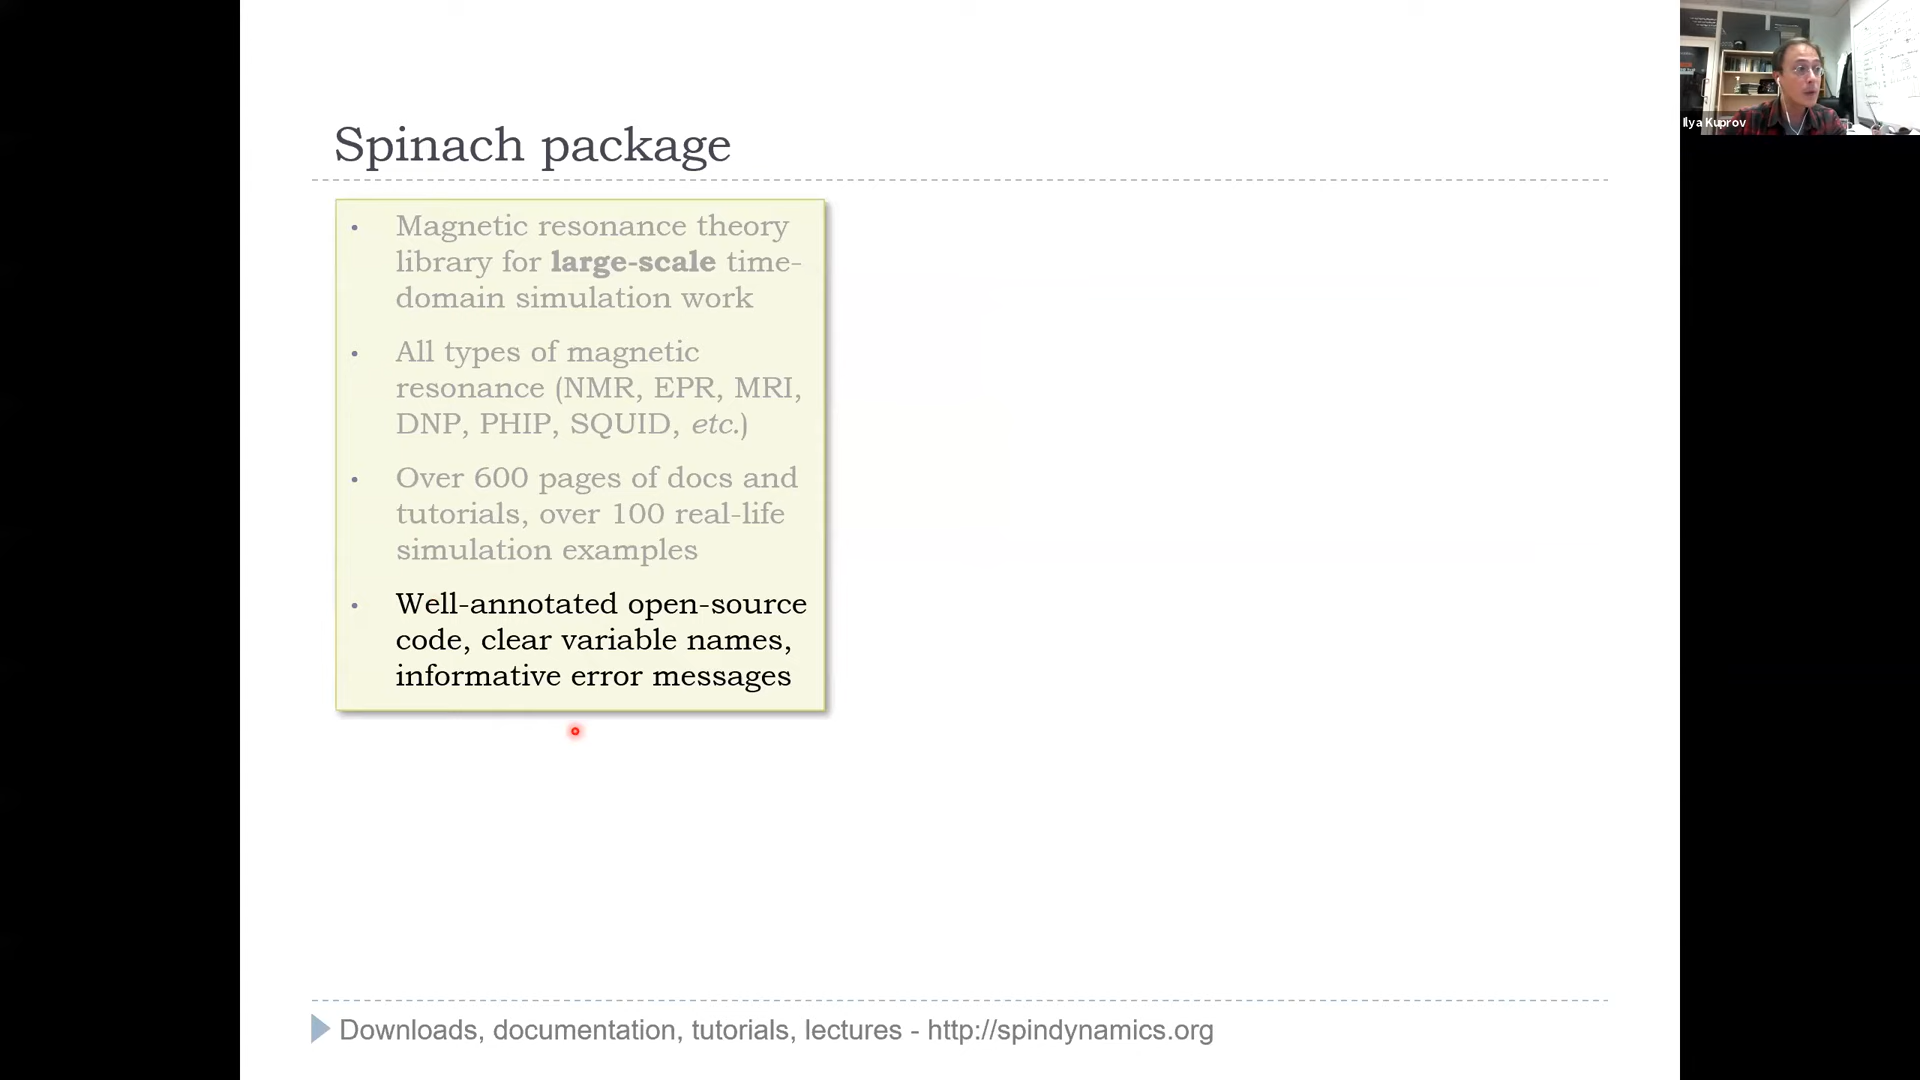 Ilya Kuprov
Spinach package
• Magnetic resonance theory
library for large-scale time-
domain simulation work
• All types of magnetic
resonance (NMR, EPR, MRI,
DNP, PHIP, SQUID, etc.)
• Over 600 pages of docs and
tutorials, over 100 real-life
simulation examples
• Well-annotated open-source
code, clear variable names,
informative error messages
Downloads, documentation, tutorials, lectures - http://spindynamics.org